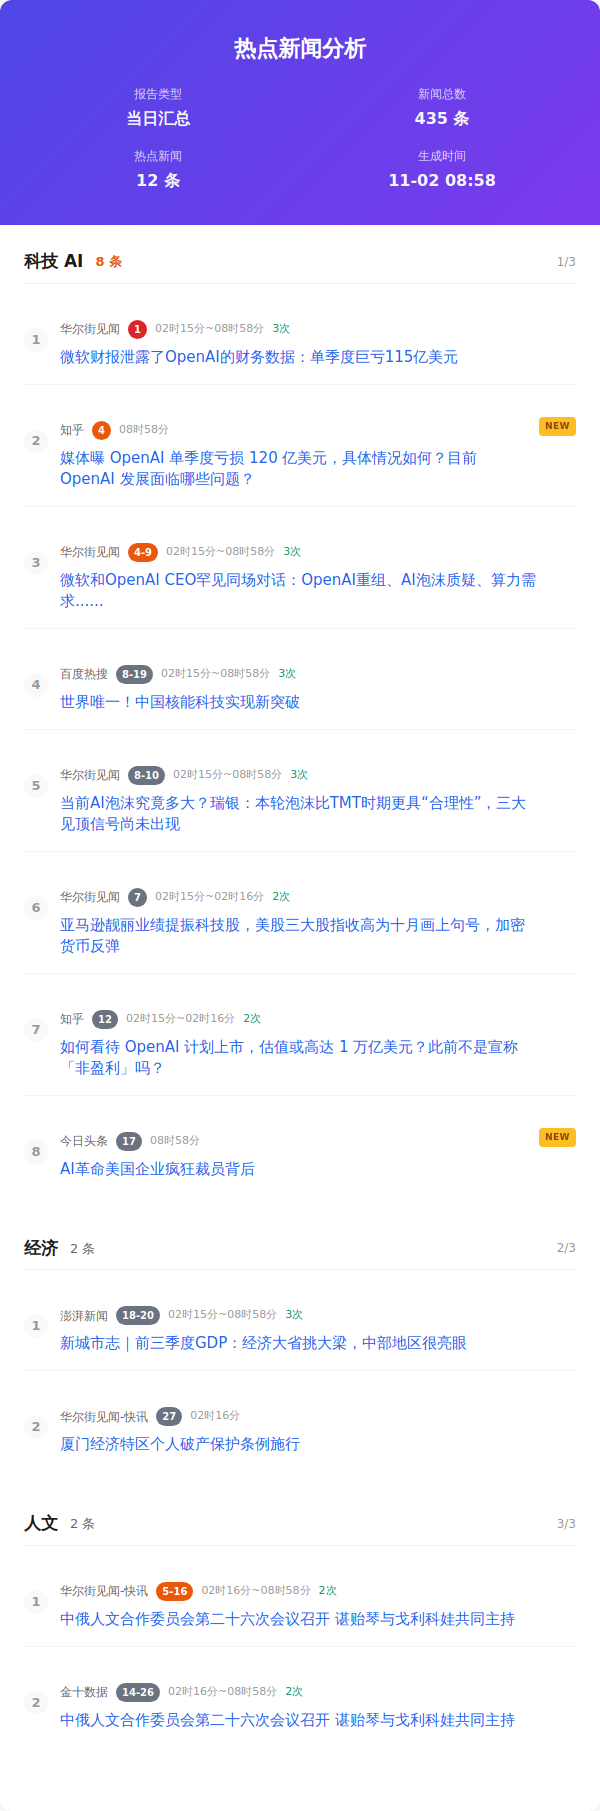 热点新闻分析
报告类型
新闻总数
当日汇总
435 条
热点新闻
生成时间
12 条
11-02 08:58
科技 AI 8 条 1/3
1 华尔街见闻 1 02时15分~08时58分 3次
微软财报泄露了OpenAI的财务数据：单季度巨亏115亿美元
2 知乎 4 08时58分 NEW
媒体曝 OpenAI 单季度亏损 120 亿美元，具体情况如何？目前
OpenAI 发展面临哪些问题？
3 华尔街见闻 4-9 02时15分~08时58分 3次
微软和OpenAI CEO罕见同场对话：OpenAI重组、AI泡沫质疑、算力需
求……
4 百度热搜 8-19 02时15分~08时58分 3次
世界唯一！中国核能科技实现新突破
5 华尔街见闻 8-10 02时15分~08时58分 3次
当前AI泡沫究竟多大？瑞银：本轮泡沫比TMT时期更具“合理性”，三大
见顶信号尚未出现
6 华尔街见闻 7 02时15分~02时16分 2次
亚马逊靓丽业绩提振科技股，美股三大股指收高为十月画上句号，加密
货币反弹
7 知乎 12 02时15分~02时16分 2次
如何看待 OpenAI 计划上市，估值或高达 1 万亿美元？此前不是宣称
「非盈利」吗？
8 今日头条 17 08时58分 NEW
AI革命美国企业疯狂裁员背后
经济 2 条 2/3
1 澎湃新闻 18-20 02时15分~08时58分 3次
新城市志｜前三季度GDP：经济大省挑大梁，中部地区很亮眼
2 华尔街见闻-快讯 27 02时16分
厦门经济特区个人破产保护条例施行
人文 2 条 3/3
1 华尔街见闻-快讯 5-16 02时16分~08时58分 2次
中俄人文合作委员会第二十六次会议召开 谌贻琴与戈利科娃共同主持
2 金十数据 14-26 02时16分~08时58分 2次
中俄人文合作委员会第二十六次会议召开 谌贻琴与戈利科娃共同主持